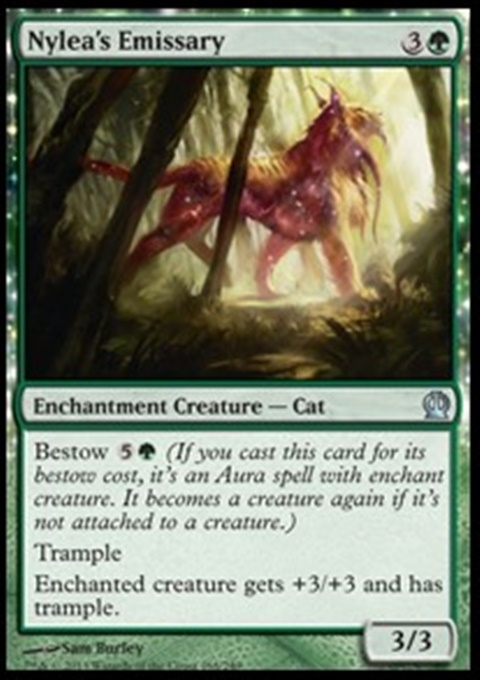 Nylea's Emissary 3
Enchantment Creature — Cat
Bestow 5 (If you cast this card for its
bestow cost, it's an Aura spell with enchant
creature. It becomes a creature again if it's
not attached to a creature.)
Trample
Enchanted creature gets +3/+3 and has
trample.
3/3
Sam Burley